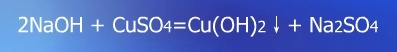 2NaOH + CuSO4=Cu(OH)2 ↓ + Na2SO4